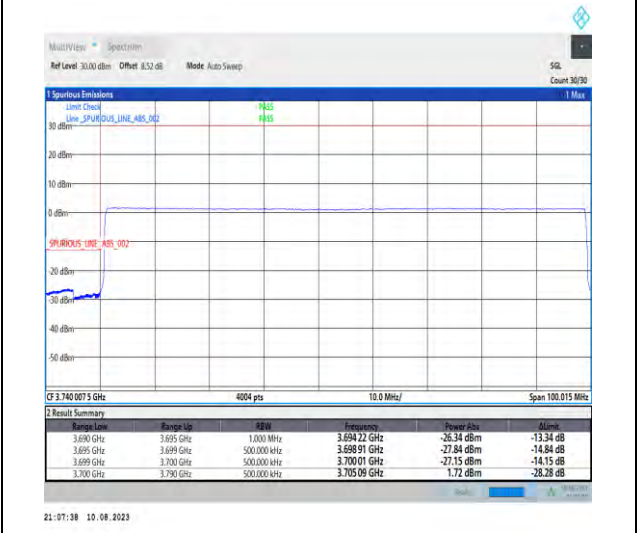 MultiView Spectrum
Ref Level 30.00 dBm Offset 8.52 dB Mode Auto Sweep SGL
Count 30/30
1 Spurious Emissions 1 Max
Limit Check PASS
Line _SPURIOUS_LINE_ABS_002 PASS
30 dBm
20 dBm
10 dBm
0 dBm
SPURIOUS_LINE_ABS_002
-20 dBm
-30 dBm
-40 dBm
-50 dBm
CF 3.740 007 5 GHz 4004 pts 10.0 MHz/ Span 100.015 MHz
2 Result Summary
Range Low Range Up RBW Frequency Power Abs ΔLimit
3.690 GHz 3.695 GHz 1.000 MHz 3.694 22 GHz -26.34 dBm -13.34 dB
3.695 GHz 3.699 GHz 500.000 kHz 3.698 91 GHz -27.84 dBm -14.84 dB
3.699 GHz 3.700 GHz 500.000 kHz 3.700 01 GHz -27.15 dBm -14.15 dB
3.700 GHz 3.790 GHz 500.000 kHz 3.705 09 GHz 1.72 dBm -28.28 dB
21:07:38 10.08.2023